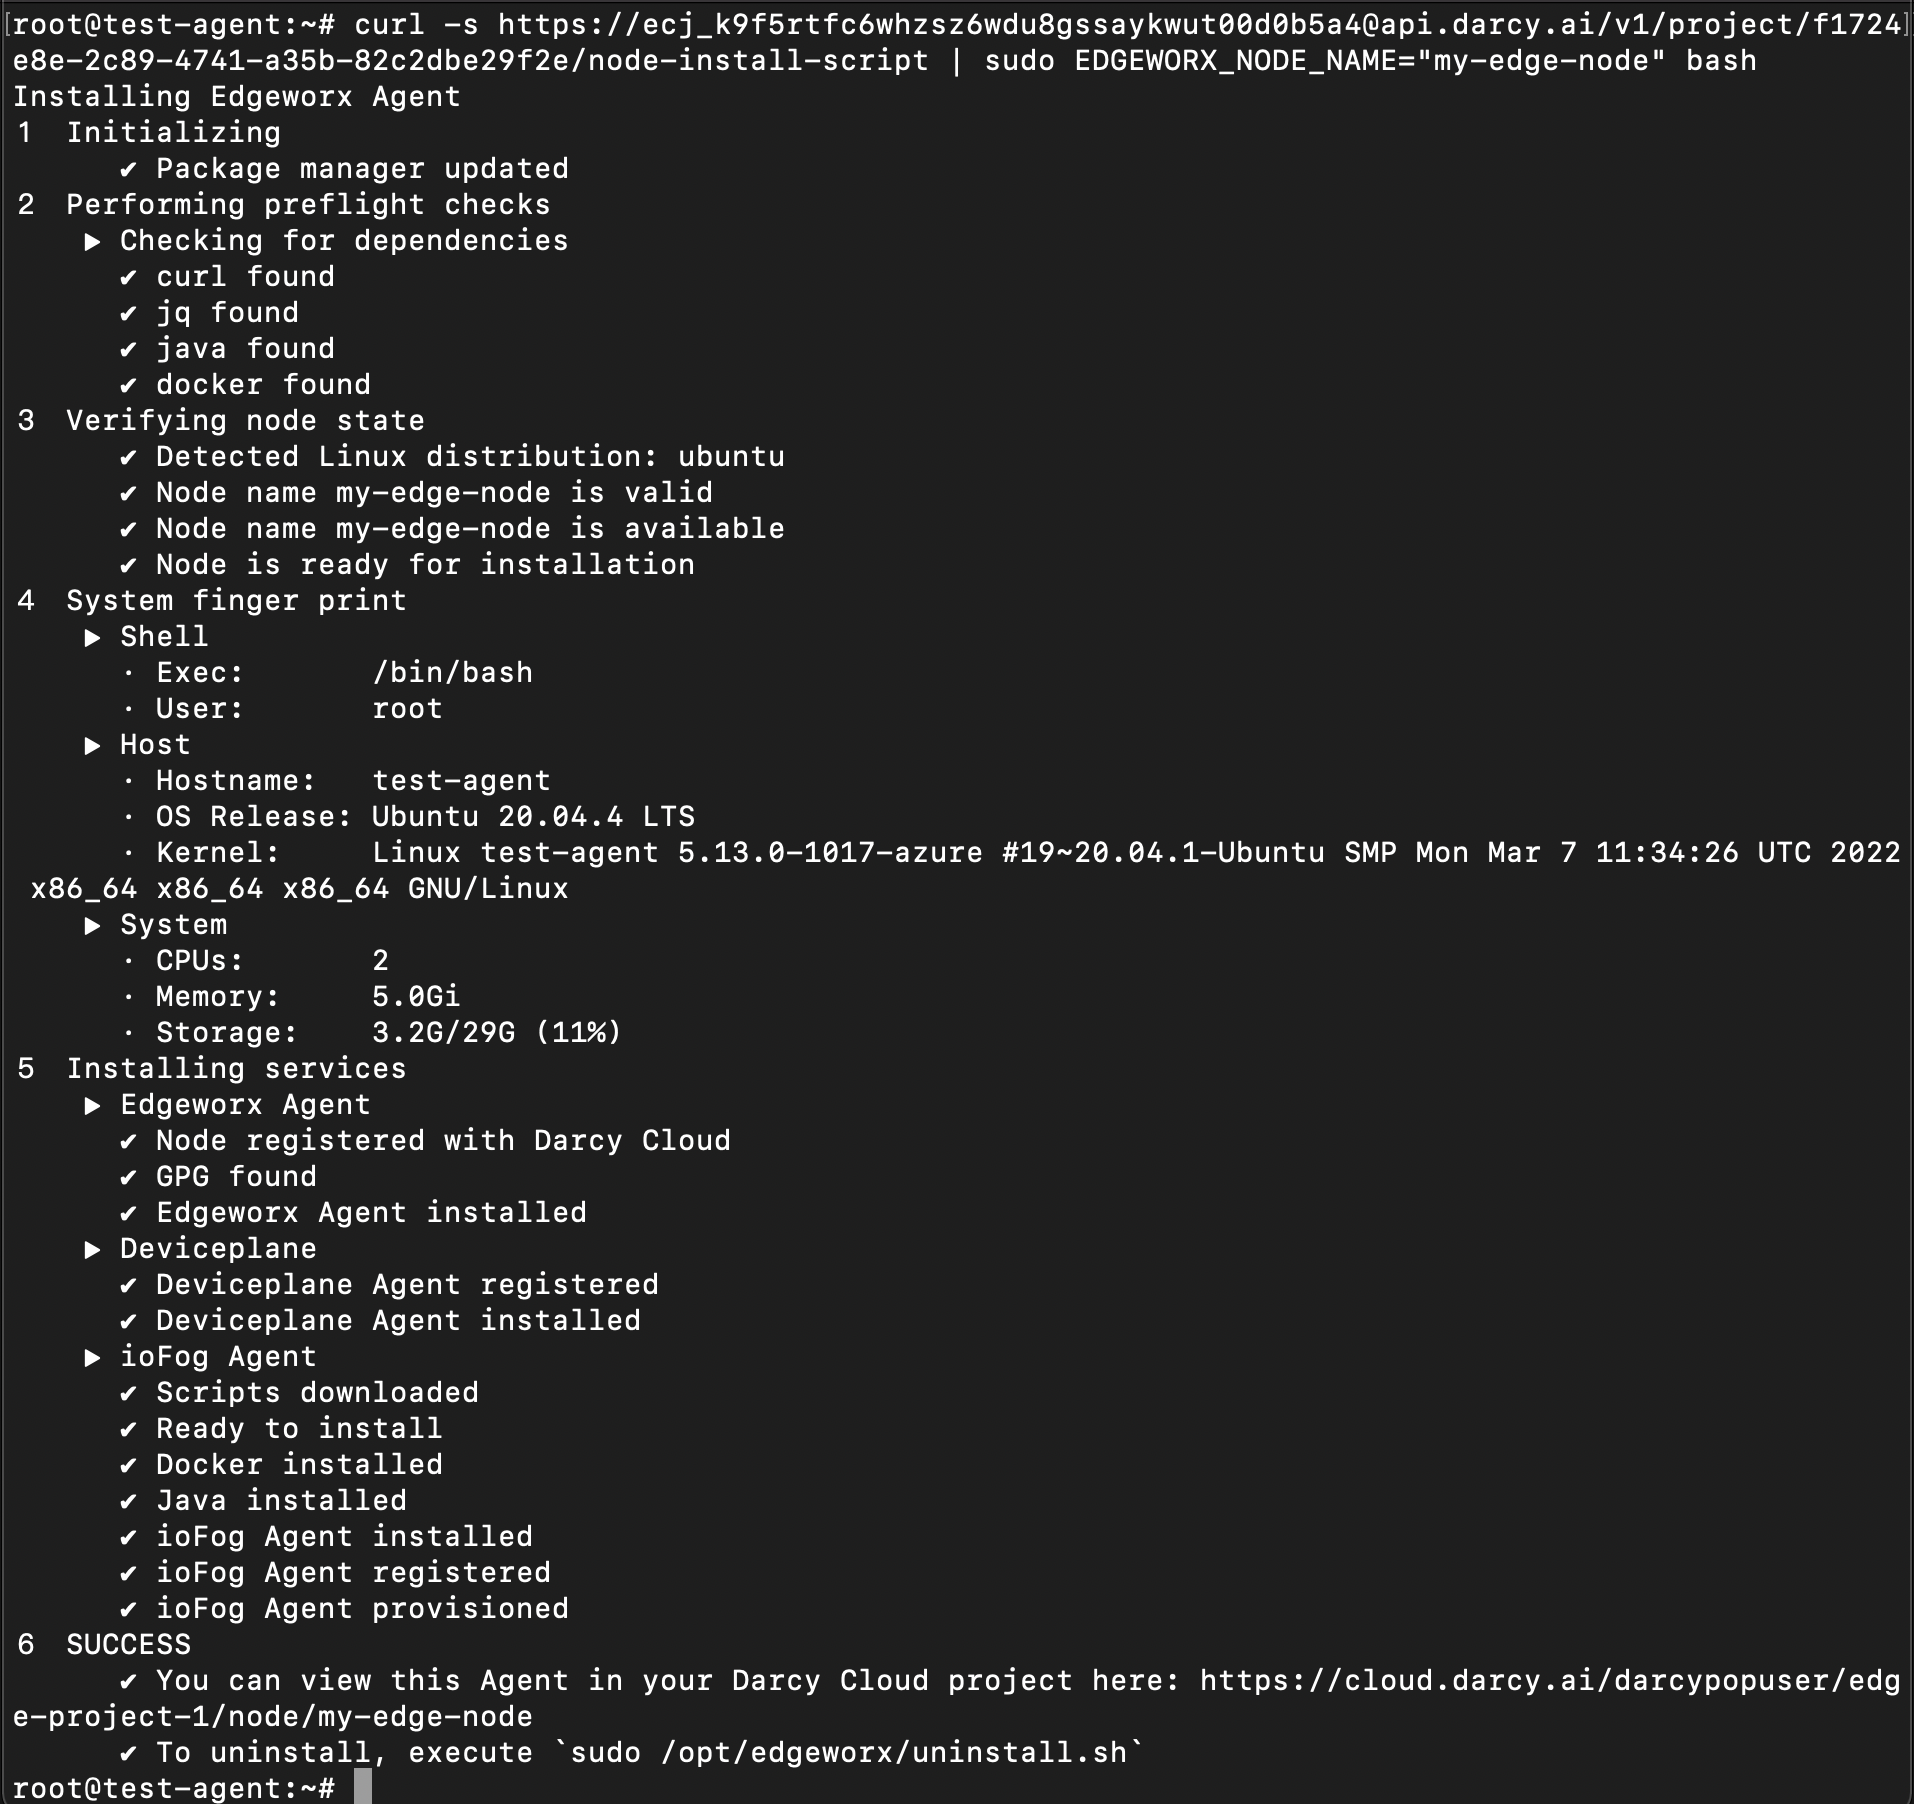 [root@test-agent:~# curl -s https://ecj_k9f5rtfc6whzsz6wdu8gssaykwut00d0b5a4@api.darcy.ai/v1/project/f1724]
e8e-2c89-4741-a35b-82c2dbe29f2e/node-install-script | sudo EDGEWORX_NODE_NAME="my-edge-node" bash
Installing Edgeworx Agent
1  Initializing
✔ Package manager updated
2  Performing preflight checks
▶ Checking for dependencies
✔ curl found
✔ jq found
✔ java found
✔ docker found
3  Verifying node state
✔ Detected Linux distribution: ubuntu
✔ Node name my-edge-node is valid
✔ Node name my-edge-node is available
✔ Node is ready for installation
4  System finger print
▶ Shell
· Exec:       /bin/bash
· User:       root
▶ Host
· Hostname:   test-agent
· OS Release: Ubuntu 20.04.4 LTS
· Kernel:     Linux test-agent 5.13.0-1017-azure #19~20.04.1-Ubuntu SMP Mon Mar 7 11:34:26 UTC 2022
x86_64 x86_64 x86_64 GNU/Linux
▶ System
· CPUs:       2
· Memory:     5.0Gi
· Storage:    3.2G/29G (11%)
5  Installing services
▶ Edgeworx Agent
✔ Node registered with Darcy Cloud
✔ GPG found
✔ Edgeworx Agent installed
▶ Deviceplane
✔ Deviceplane Agent registered
✔ Deviceplane Agent installed
▶ ioFog Agent
✔ Scripts downloaded
✔ Ready to install
✔ Docker installed
✔ Java installed
✔ ioFog Agent installed
✔ ioFog Agent registered
✔ ioFog Agent provisioned
6  SUCCESS
✔ You can view this Agent in your Darcy Cloud project here: https://cloud.darcy.ai/darcypopuser/edg
e-project-1/node/my-edge-node
✔ To uninstall, execute `sudo /opt/edgeworx/uninstall.sh`
root@test-agent:~#